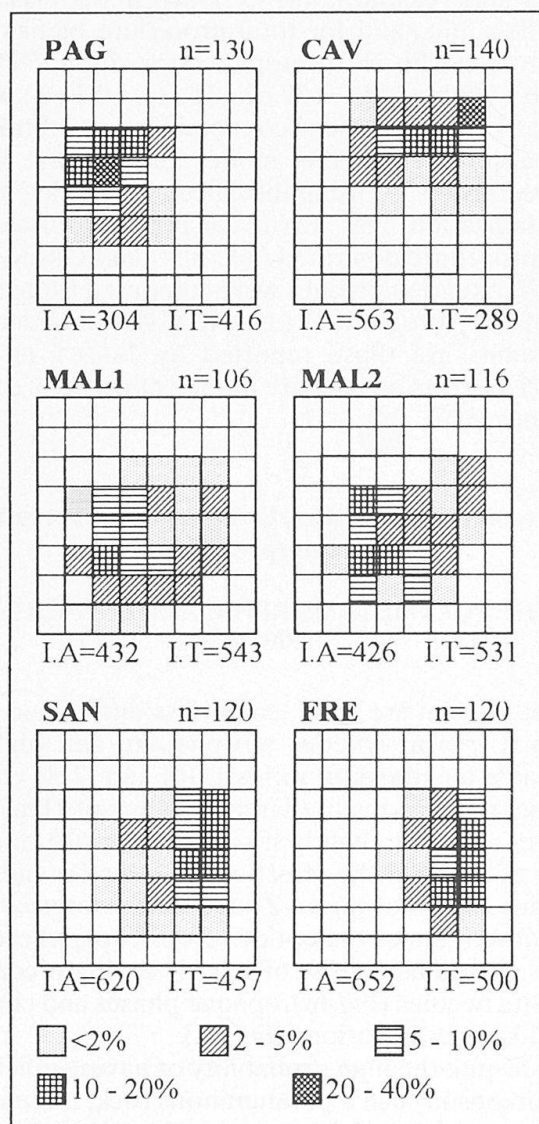 PAG n=130 CAV n=140
I.A=304 I.T=416 I.A=563 I.T=289
MAL1 n=106 MAL2 n=116
I.A=432 I.T=543 I.A=426 I.T=531
SAN n=120 FRE n=120
I.A=620 I.T=457 I.A=652 I.T=500
<2% 2 - 5% 5 - 10%
10 - 20% 20 - 40%